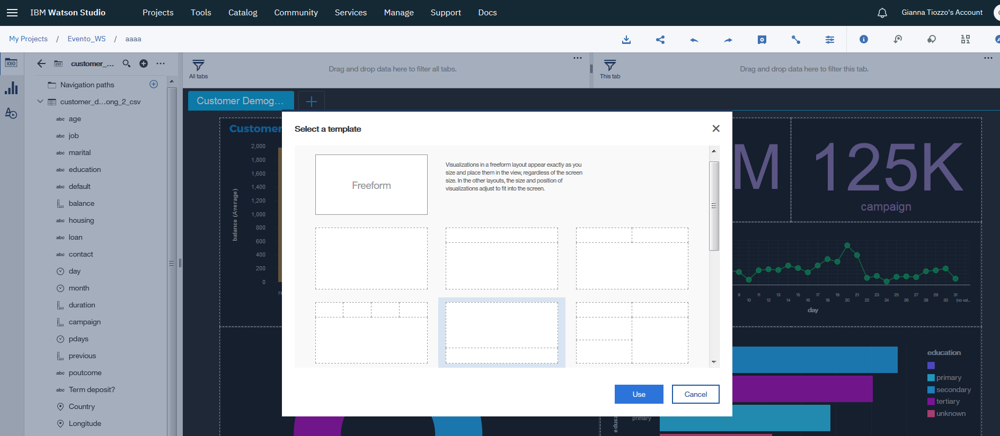 IBM Watson Studio
Projects
Tools
Catalog
Community
Services
Manage
Support
Docs
Gianna Tiozzo's Account
My Projects / Evento_WS / aaaa
customer_...
Navigation paths
customer_d...ong_2_csv
abc age
abc job
abc marital
abc education
abc default
balance
abc housing
abc loan
abc contact
day
month
duration
campaign
pdays
previous
abc poutcome
abc Term deposit?
Country
Longitude
All tabs
Drag and drop data here to filter all tabs.
This tab
Drag and drop data here to filter this tab.
Customer Demog...
Customer
balance (Average)
2,000
1,800
1,600
1,400
1,200
1,000
800
600
400
200
0
re
Select a template
Freeform
Visualizations in a freeform layout appear exactly as you
size and place them in the view, regardless of the screen
size. In the other layouts, the size and position of
visualizations adjust to fit into the screen.
Use
Cancel
M
125K
campaign
9 11 13 15 17 19 21 23 25 27 29 31
10 12 14 16 18 20 22 24 26 28 30 (no val...
day
education
primary
secondary
tertiary
unknown
educa
primary